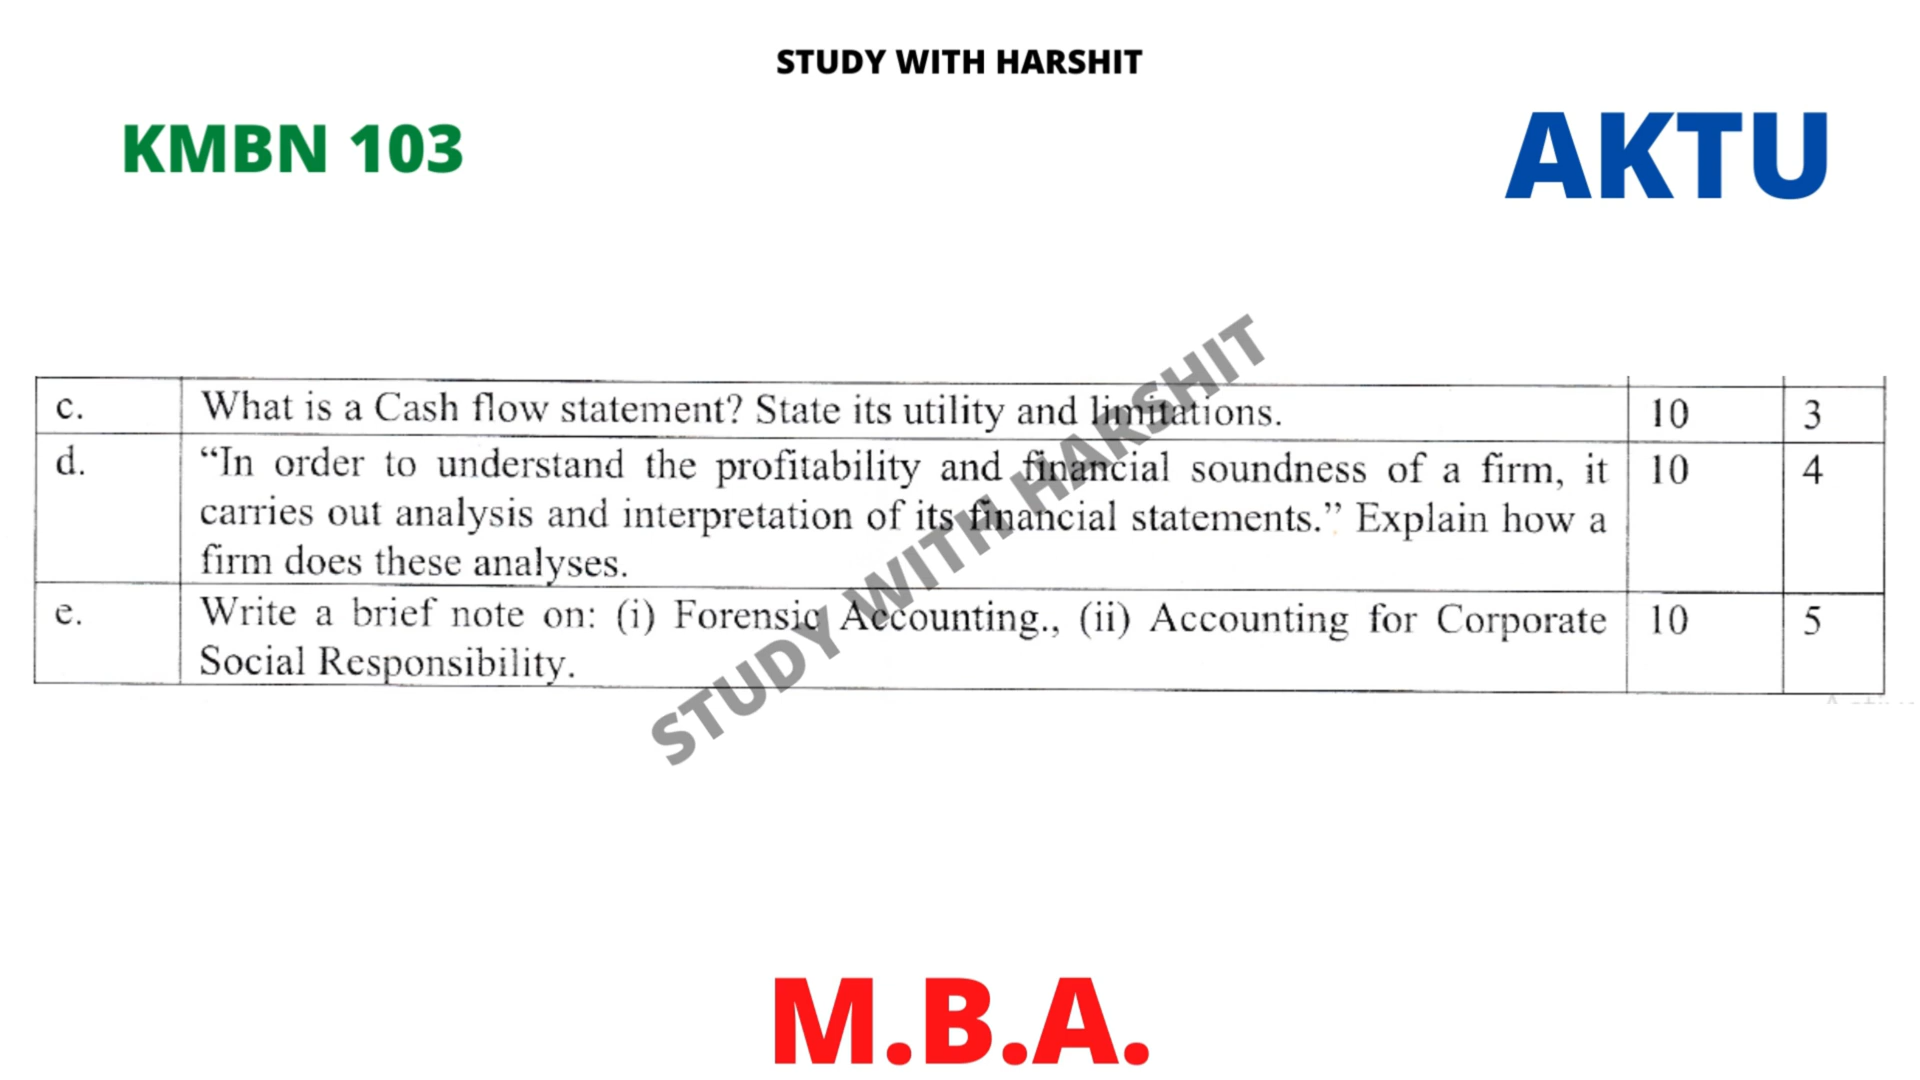 STUDY WITH HARSHIT
KMBN 103
AKTU
c. What is a Cash flow statement? State its utility and limitations. 10 3
d. “In order to understand the profitability and financial soundness of a firm, it 10 4
carries out analysis and interpretation of its financial statements.” Explain how a
firm does these analyses.
e. Write a brief note on: (i) Forensic Accounting., (ii) Accounting for Corporate 10 5
Social Responsibility.
STUDY WITH HARSHIT
M.B.A.